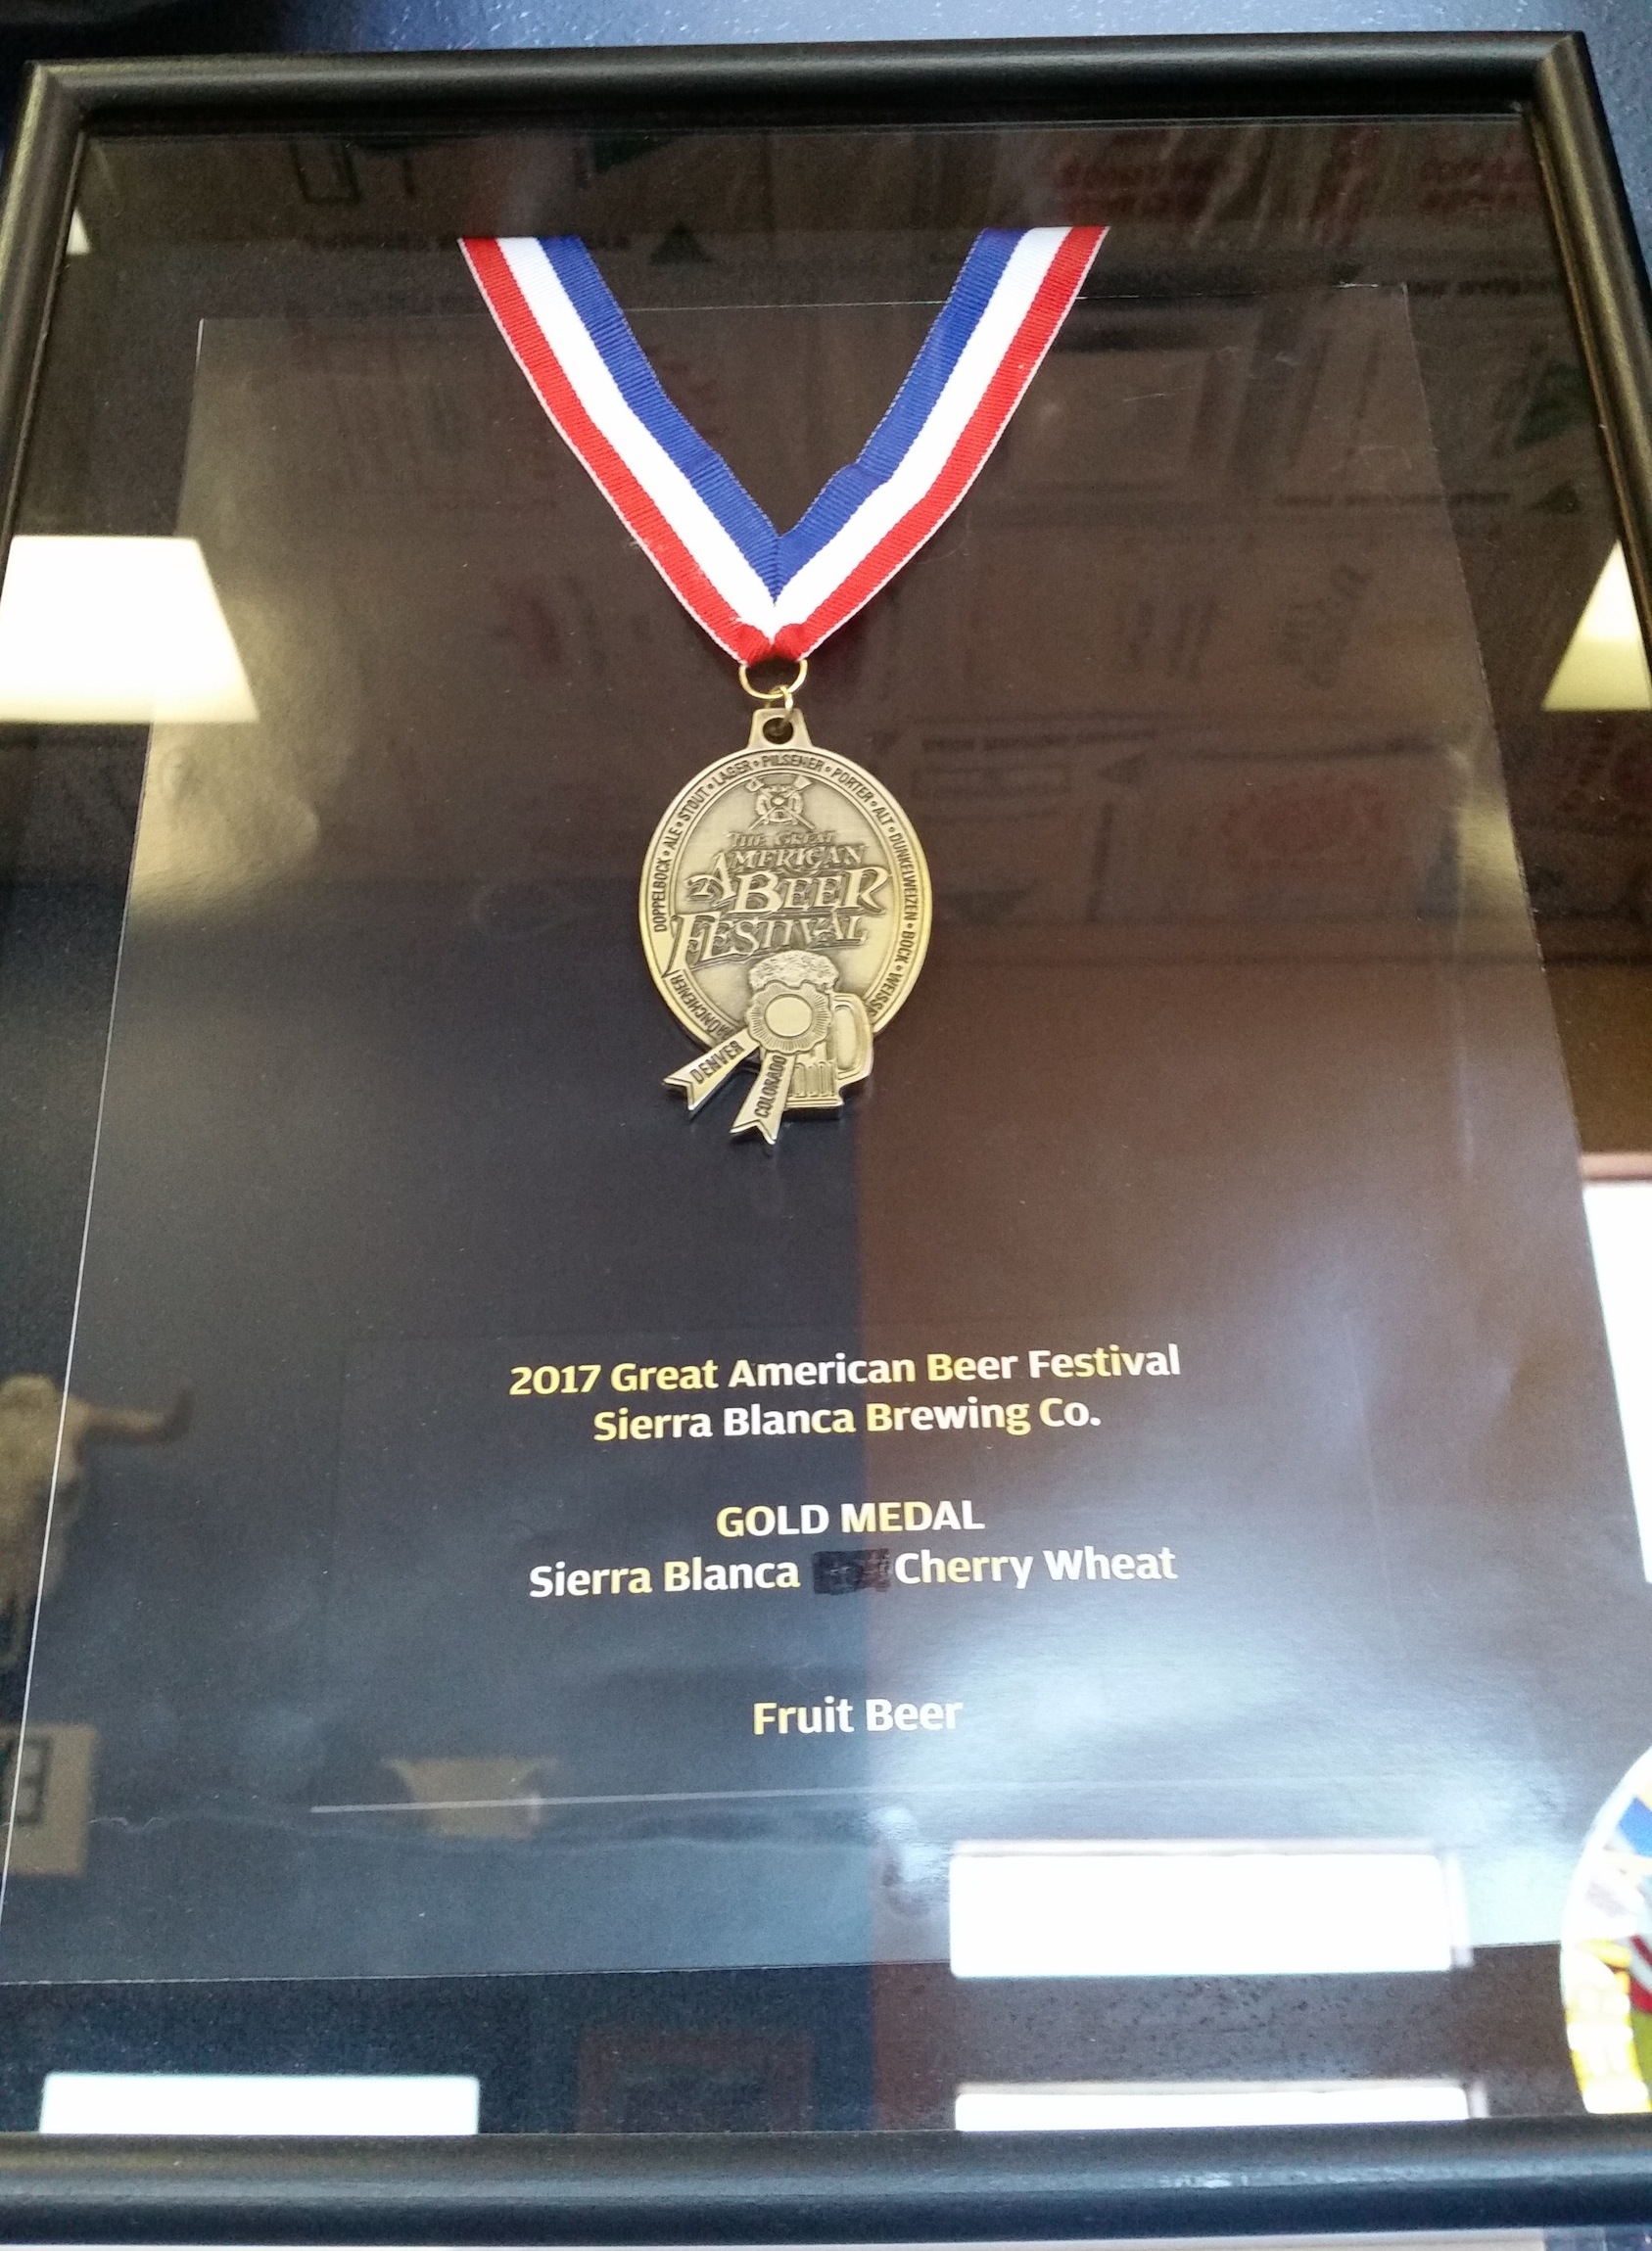 DOPPELBOCK • ALE • STOUT • LAGER • PILSENER • PORTER • ALT • DUNKELWEIZEN • BOCK • WEISSE
THE GREAT
AMERICAN
BEER
FESTIVAL
MÜNCHENER
DENVER
COLORADO
2017 Great American Beer Festival
Sierra Blanca Brewing Co.
GOLD MEDAL
Sierra Blanca Cherry Wheat
Fruit Beer